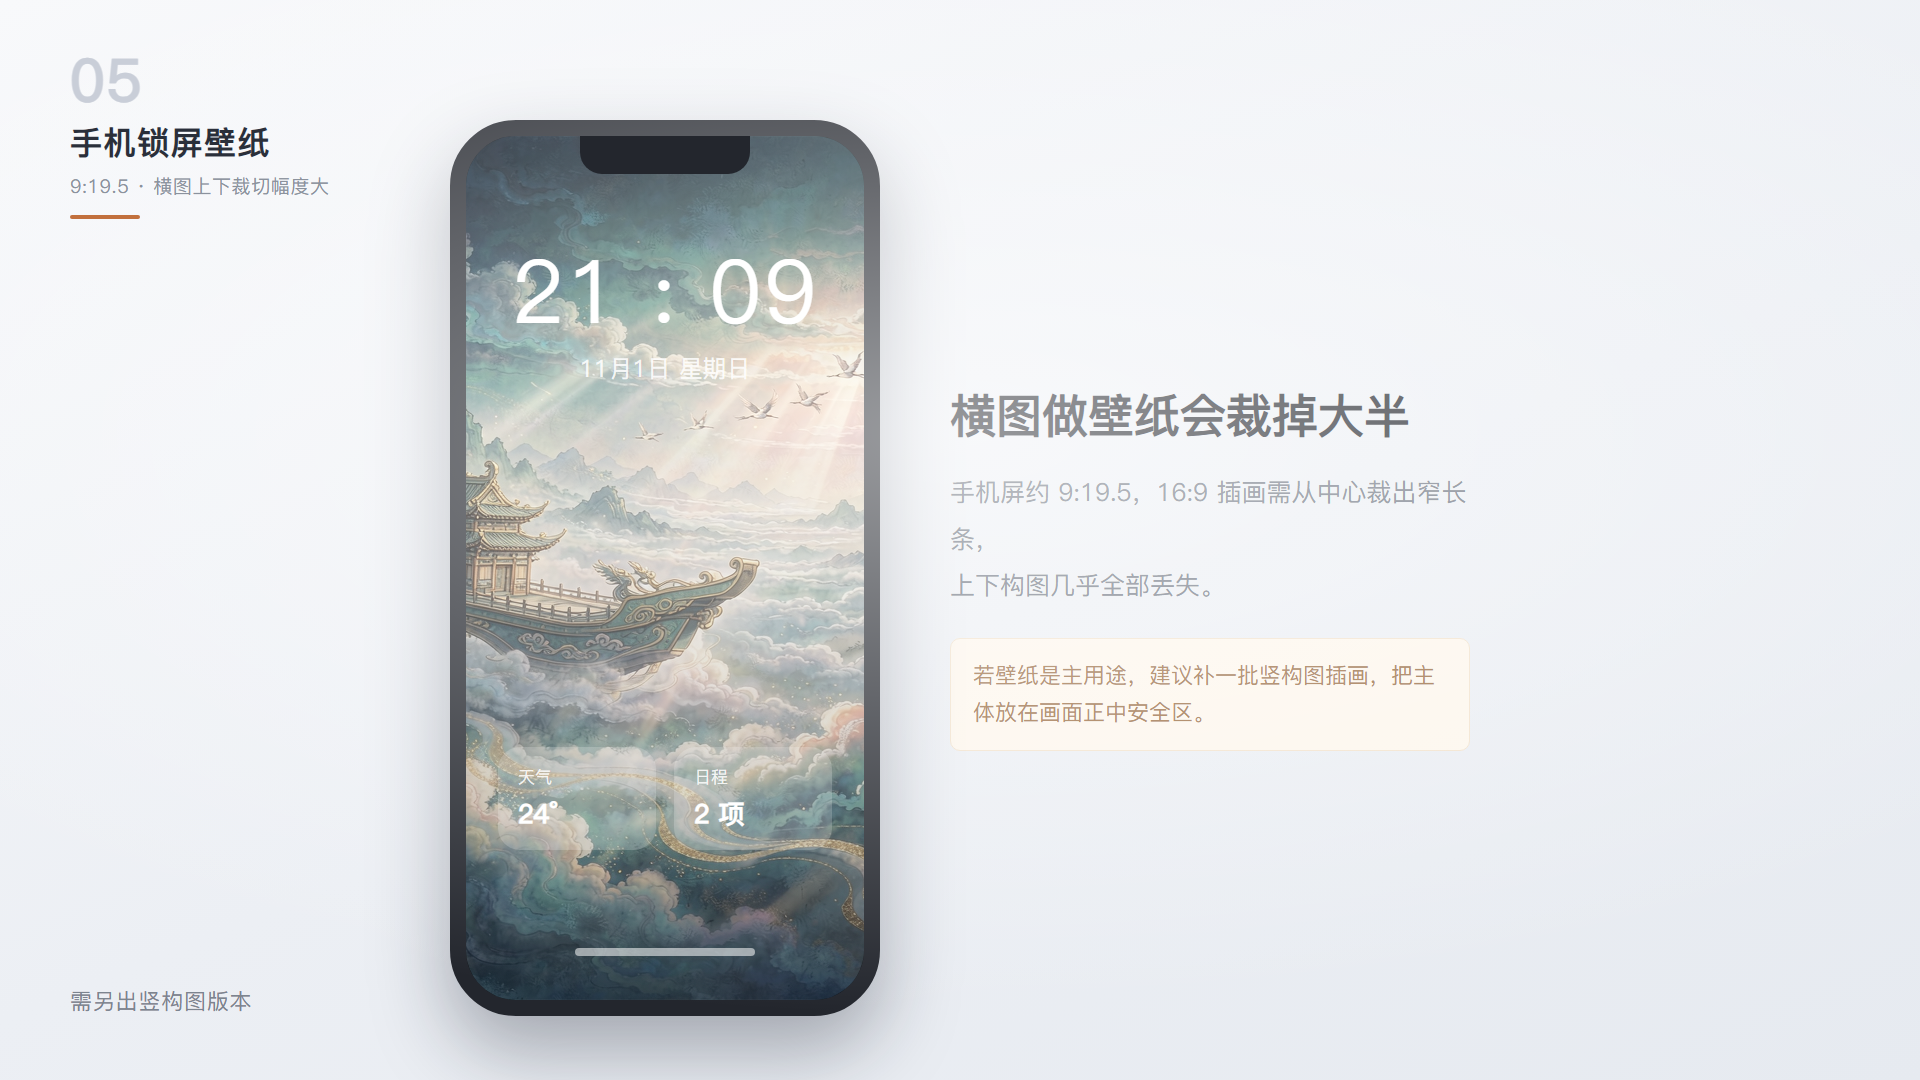 05
手机锁屏壁纸
9:19.5 · 横图上下裁切幅度大
21 : 09
11月1日 星期日
天气
24°
日程
2 项
横图做壁纸会裁掉大半
手机屏约 9:19.5，16:9 插画需从中心裁出窄长
条，
上下构图几乎全部丢失。
若壁纸是主用途，建议补一批竖构图插画，把主
体放在画面正中安全区。
需另出竖构图版本